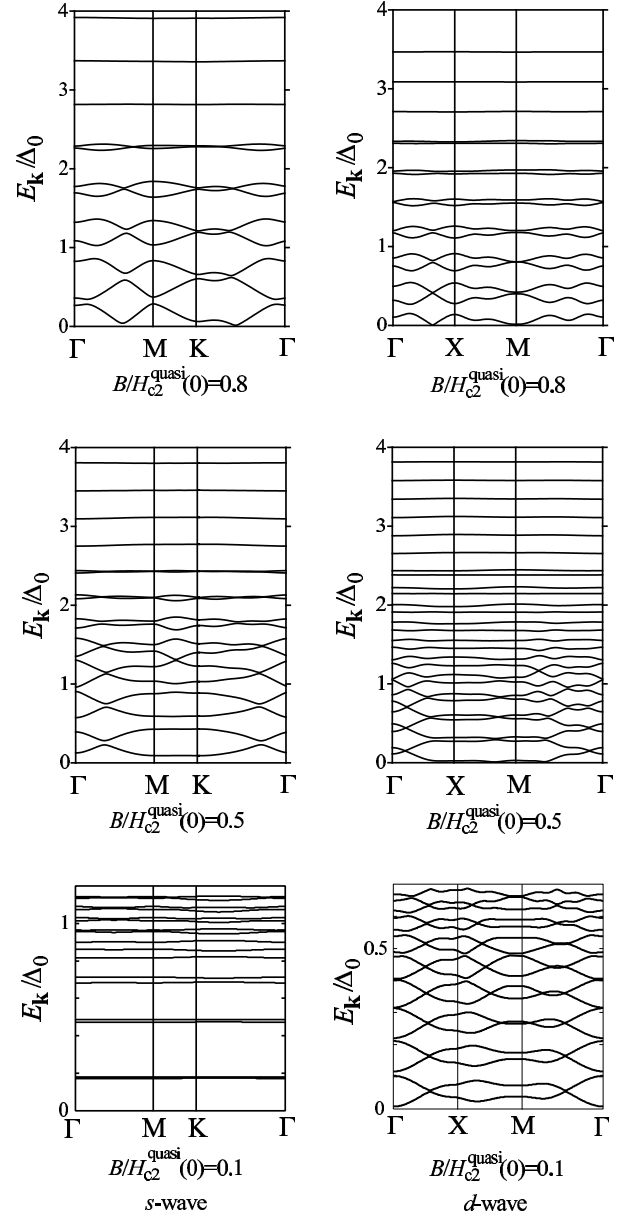 4
3
2
1
0
E_k/Δ_0
Γ M K Γ
B/H_c2^quasi(0)=0.8
4
3
2
1
0
E_k/Δ_0
Γ X M Γ
B/H_c2^quasi(0)=0.8
4
3
2
1
0
E_k/Δ_0
Γ M K Γ
B/H_c2^quasi(0)=0.5
4
3
2
1
0
E_k/Δ_0
Γ X M Γ
B/H_c2^quasi(0)=0.5
1
0
E_k/Δ_0
Γ M K Γ
B/H_c2^quasi(0)=0.1
s-wave
0.5
0
E_k/Δ_0
Γ X M Γ
B/H_c2^quasi(0)=0.1
d-wave